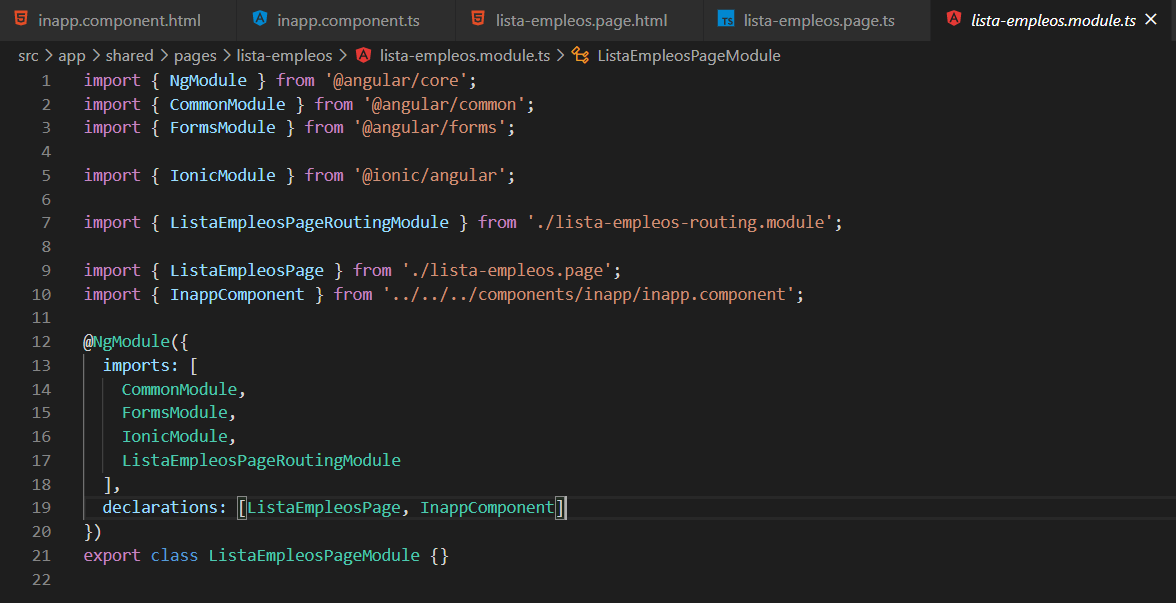 inapp.component.html inapp.component.ts lista-empleos.page.html lista-empleos.page.ts lista-empleos.module.ts
src > app > shared > pages > lista-empleos > lista-empleos.module.ts > ListaEmpleosPageModule
1 import { NgModule } from '@angular/core';
2 import { CommonModule } from '@angular/common';
3 import { FormsModule } from '@angular/forms';
4
5 import { IonicModule } from '@ionic/angular';
6
7 import { ListaEmpleosPageRoutingModule } from './lista-empleos-routing.module';
8
9 import { ListaEmpleosPage } from './lista-empleos.page';
10 import { InappComponent } from '../../../components/inapp/inapp.component';
11
12 @NgModule({
13   imports: [
14     CommonModule,
15     FormsModule,
16     IonicModule,
17     ListaEmpleosPageRoutingModule
18   ],
19   declarations: [ListaEmpleosPage, InappComponent]
20 })
21 export class ListaEmpleosPageModule {}
22